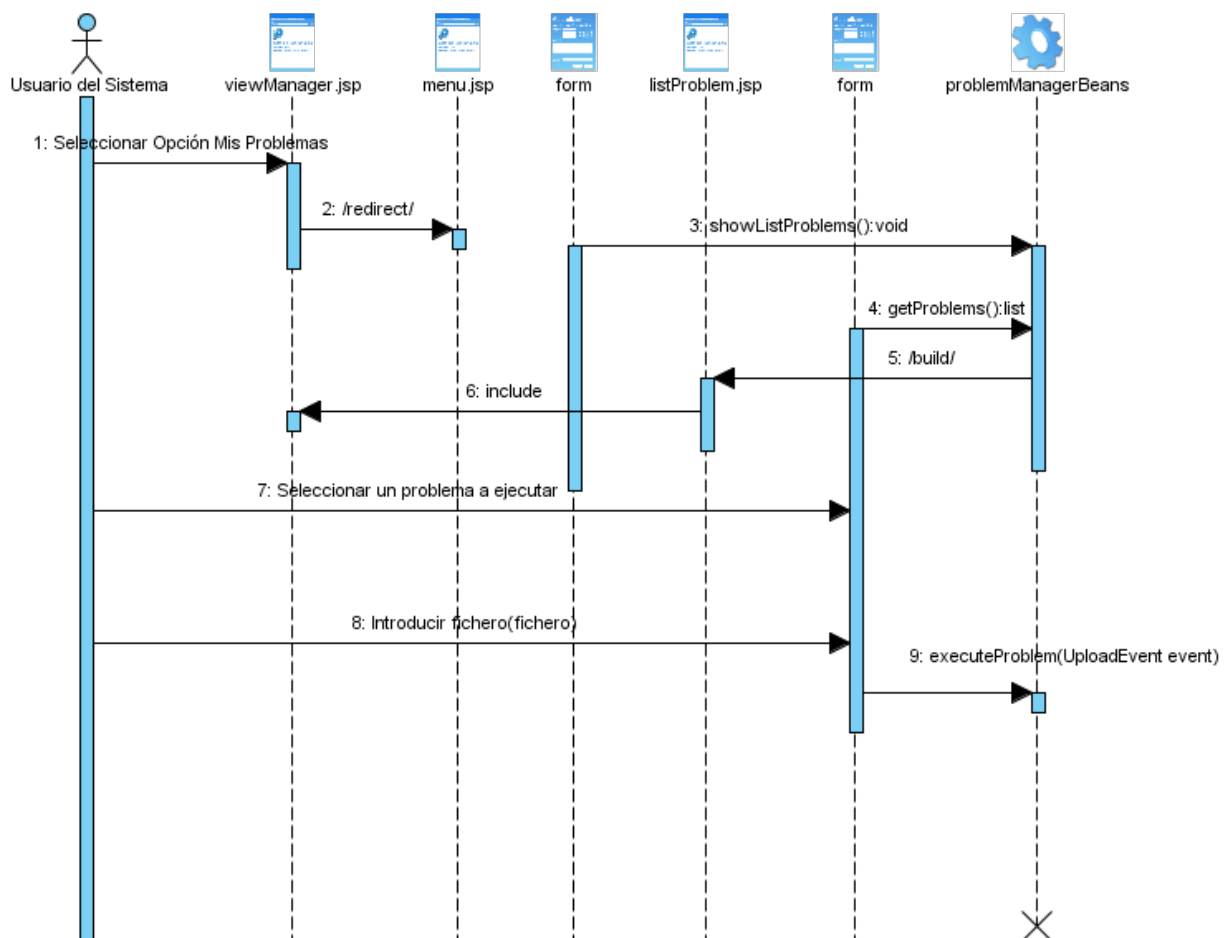 Usuario del Sistema
viewManager.jsp
menu.jsp
form
listProblem.jsp
form
problemManagerBeans
1: Seleccionar Opción Mis Problemas
2: /redirect/
3: showListProblems():void
4: getProblems():list
5: /build/
6: include
7: Seleccionar un problema a ejecutar
8: Introducir fichero(fichero)
9: executeProblem(UploadEvent event)